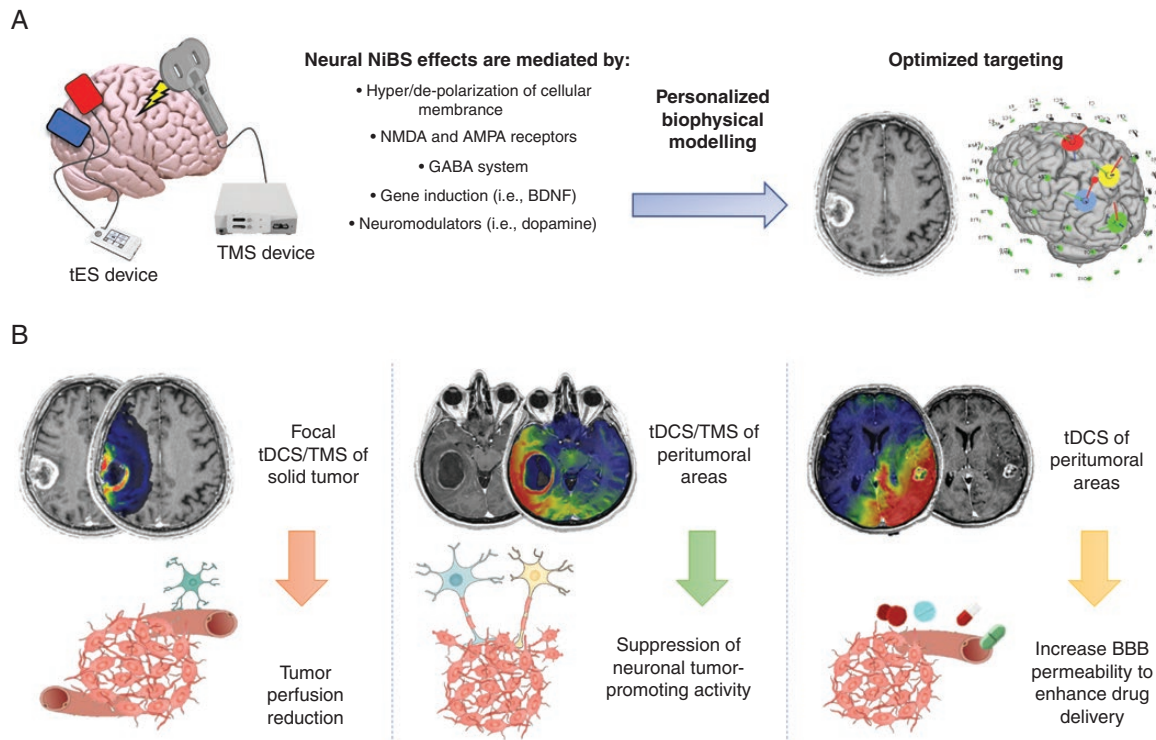 A
Neural NiBS effects are mediated by:
• Hyper/de-polarization of cellular
membrance
• NMDA and AMPA receptors
• GABA system
• Gene induction (i.e., BDNF)
• Neuromodulators (i.e., dopamine)
tES device
TMS device
Personalized
biophysical
modelling
Optimized targeting
B
Focal
tDCS/TMS of
solid tumor
Tumor
perfusion
reduction
tDCS/TMS of
peritumoral
areas
Suppression of
neuronal tumor-
promoting activity
tDCS of
peritumoral
areas
Increase BBB
permeability to
enhance drug
delivery